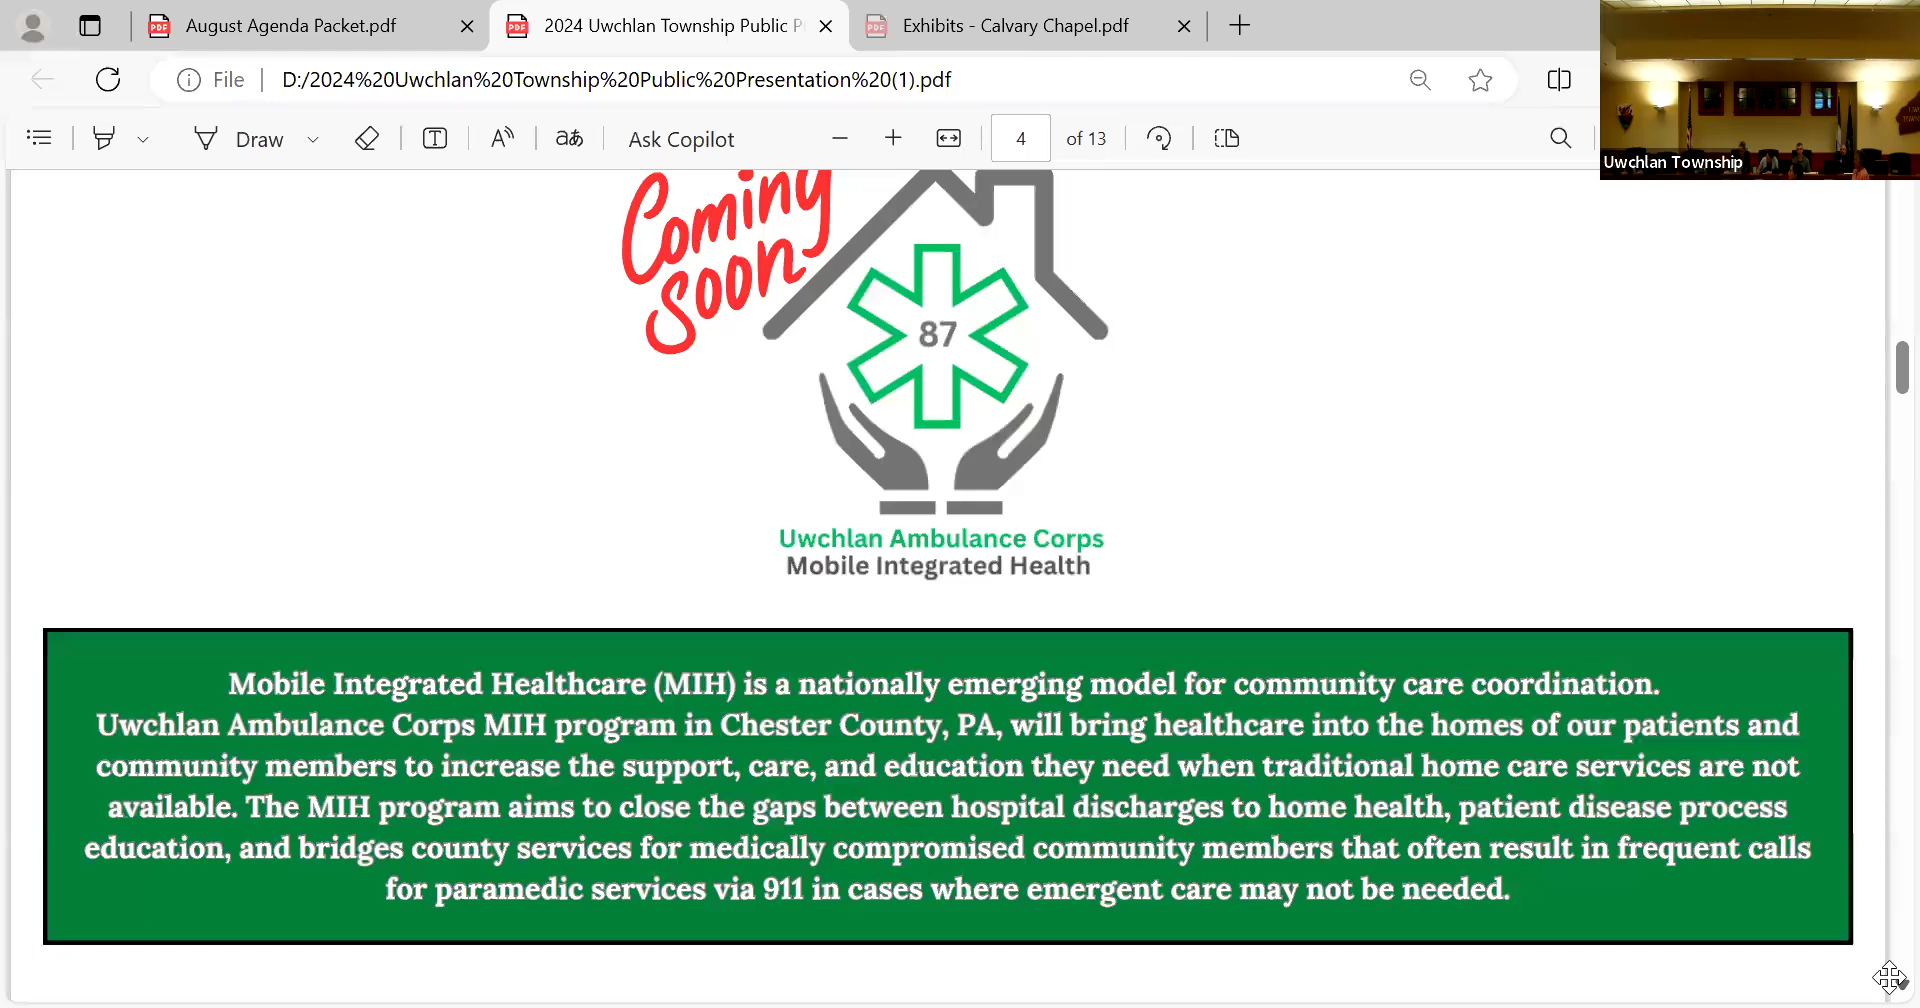 August Agenda Packet.pdf
2024 Uwchlan Township Public P
Exhibits - Calvary Chapel.pdf
File
D:/2024%20Uwchlan%20Township%20Public%20Presentation%20(1).pdf
Draw
aあ
Ask Copilot
4
of 13
Uwchlan Township
Coming
soon
87
Uwchlan Ambulance Corps
Mobile Integrated Health
Mobile Integrated Healthcare (MIH) is a nationally emerging model for community care coordination.
Uwchlan Ambulance Corps MIH program in Chester County, PA, will bring healthcare into the homes of our patients and
community members to increase the support, care, and education they need when traditional home care services are not
available. The MIH program aims to close the gaps between hospital discharges to home health, patient disease process
education, and bridges county services for medically compromised community members that often result in frequent calls
for paramedic services via 911 in cases where emergent care may not be needed.